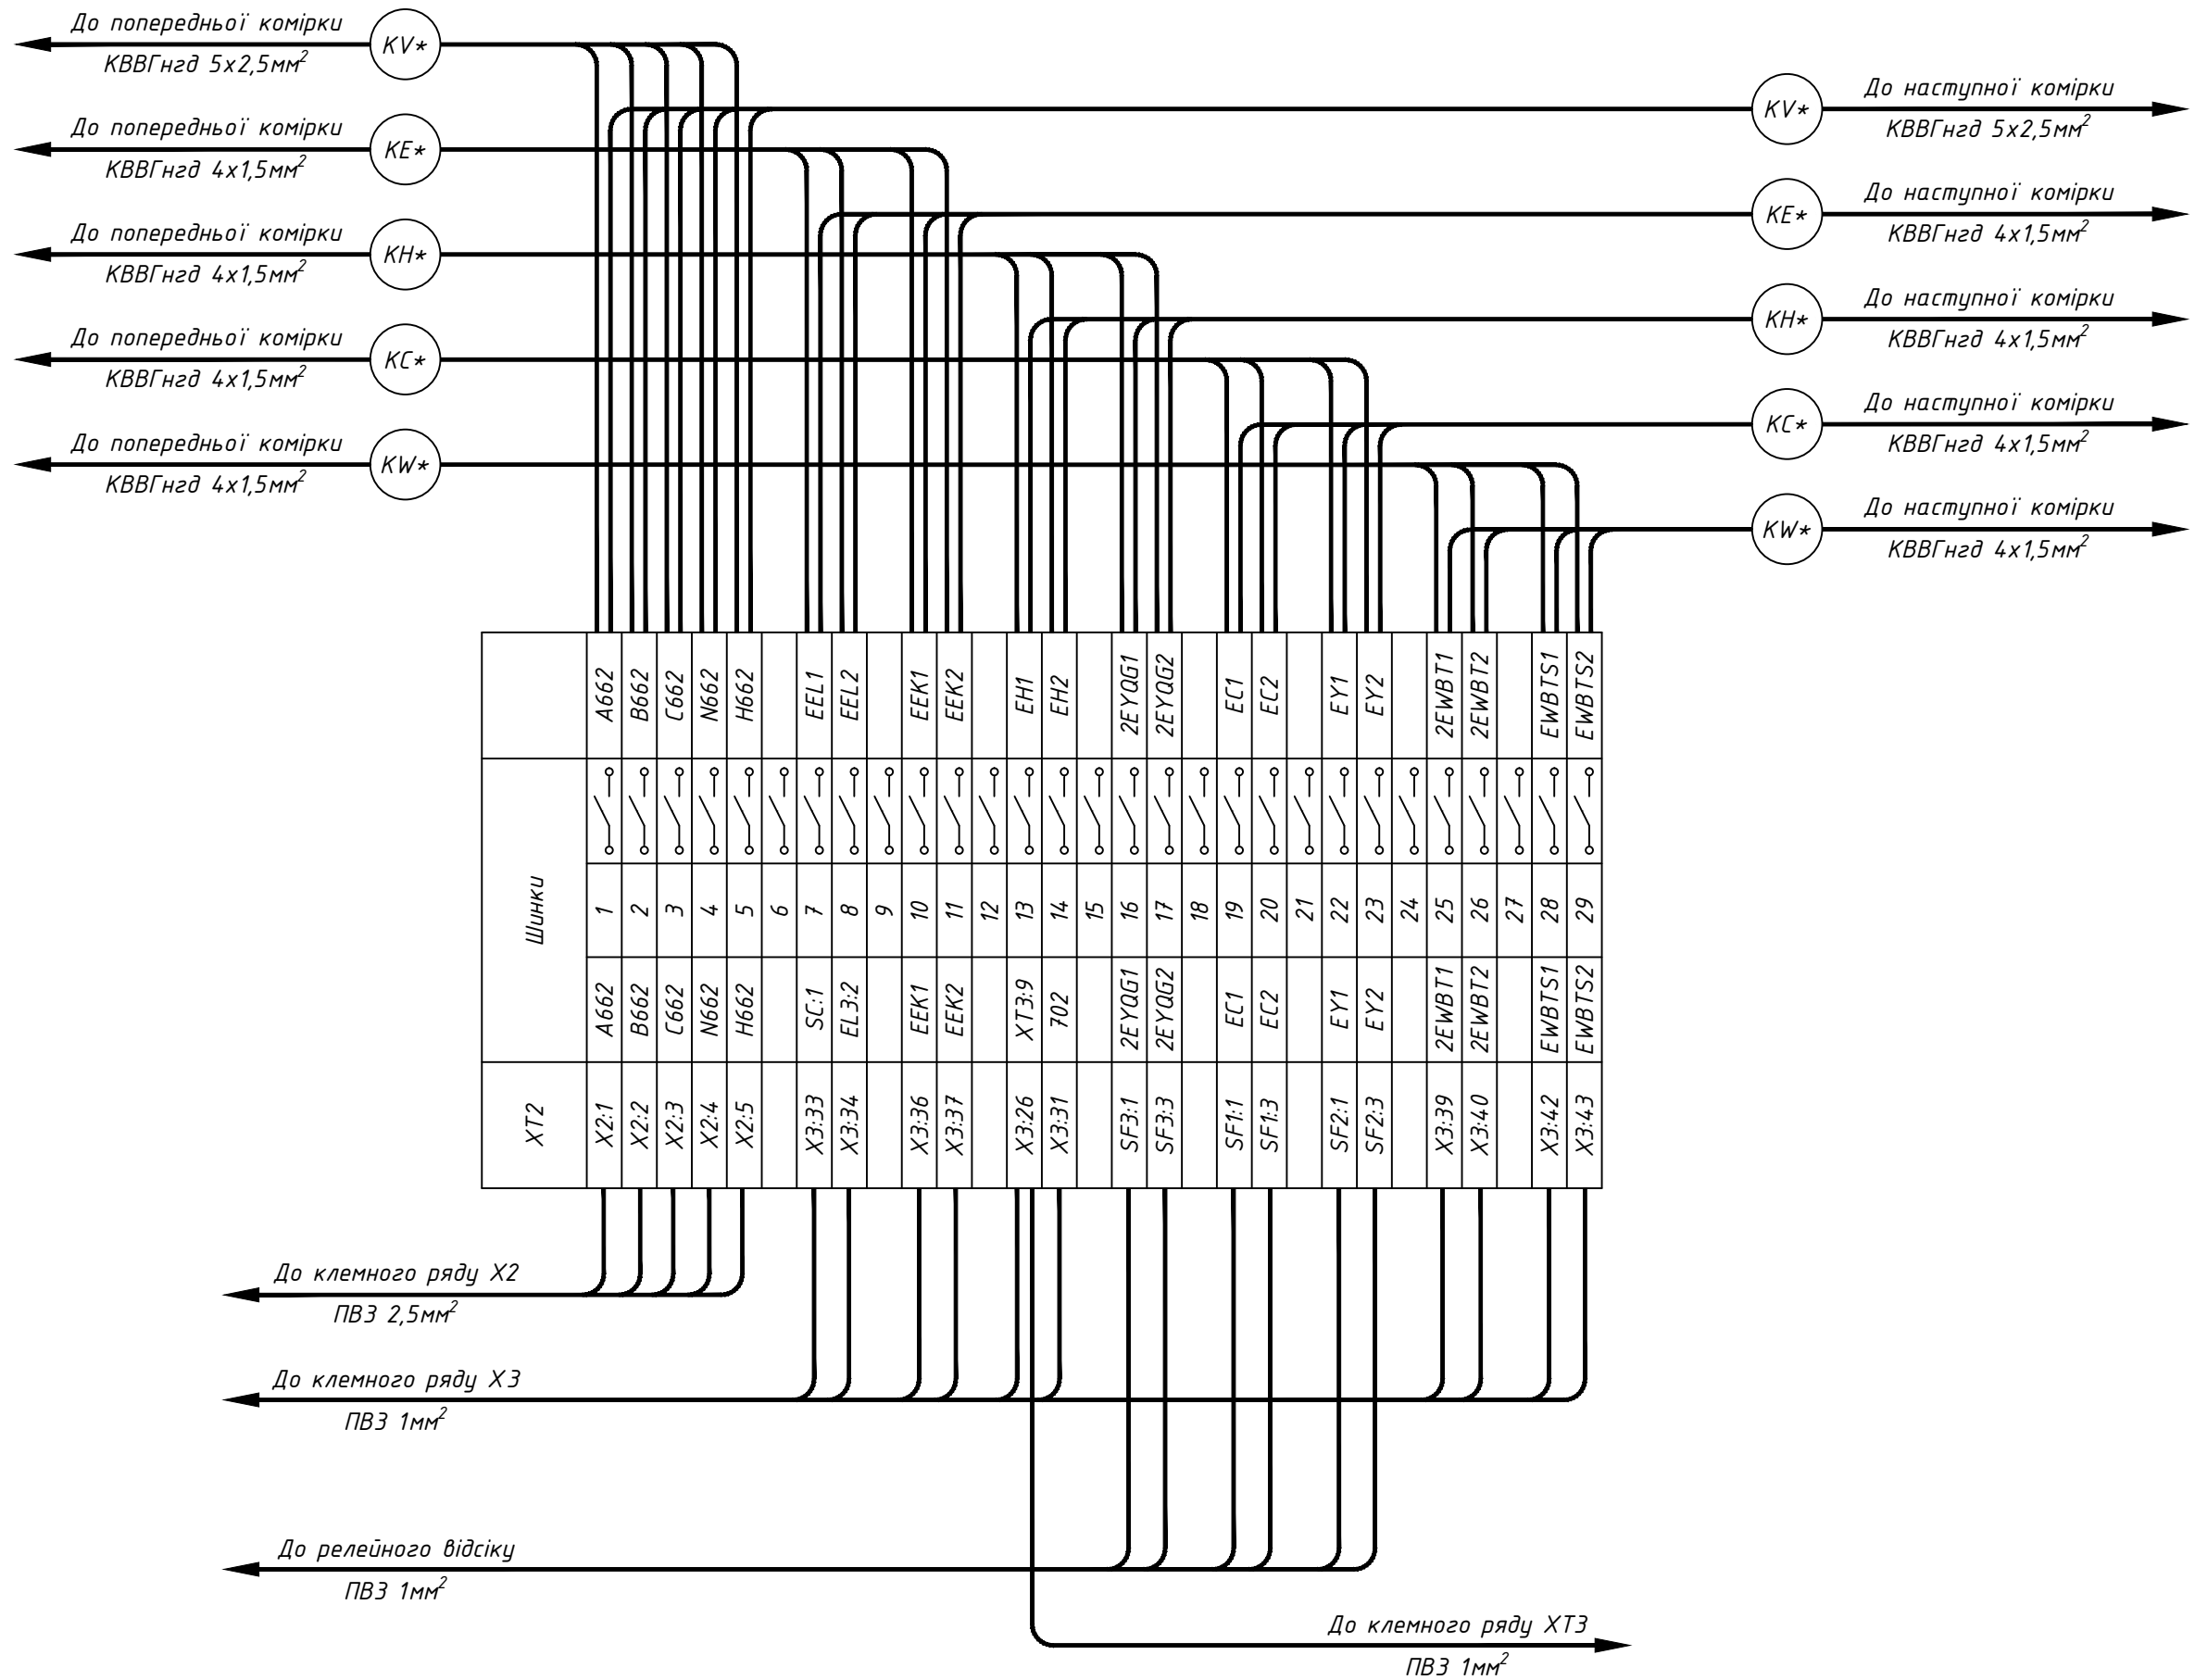 До попередньої комірки
KV*
КВВГнгд 5х2,5мм²
До наступної комірки
KV*
КВВГнгд 5х2,5мм²
До попередньої комірки
KE*
КВВГнгд 4х1,5мм²
До наступної комірки
KE*
КВВГнгд 4х1,5мм²
До попередньої комірки
KH*
КВВГнгд 4х1,5мм²
До наступної комірки
KH*
КВВГнгд 4х1,5мм²
До попередньої комірки
KC*
КВВГнгд 4х1,5мм²
До наступної комірки
KC*
КВВГнгд 4х1,5мм²
До попередньої комірки
KW*
КВВГнгд 4х1,5мм²
До наступної комірки
KW*
КВВГнгд 4х1,5мм²
A662 B662 C662 N662 H662 EEL1 EEL2 EEK1 EEK2 EH1 EH2 2EYQG1 2EYQG2 EC1 EC2 EY1 EY2 2EWBT1 2EWBT2 EWBTS1 EWBTS2
Шинки
1 2 3 4 5 6 7 8 9 10 11 12 13 14 15 16 17 18 19 20 21 22 23 24 25 26 27 28 29
A662 B662 C662 N662 H662 SC:1 EL3:2 EEK1 EEK2 XT3:9 702 2EYQG1 2EYQG2 EC1 EC2 EY1 EY2 2EWBT1 2EWBT2 EWBTS1 EWBTS2
XT2
X2:1 X2:2 X2:3 X2:4 X2:5 X3:33 X3:34 X3:36 X3:37 X3:26 X3:31 SF3:1 SF3:3 SF1:1 SF1:3 SF2:1 SF2:3 X3:39 X3:40 X3:42 X3:43
До клемного ряду X2
ПВ3 2,5мм²
До клемного ряду X3
ПВ3 1мм²
До релейного відсіку
ПВ3 1мм²
До клемного ряду XT3
ПВ3 1мм²